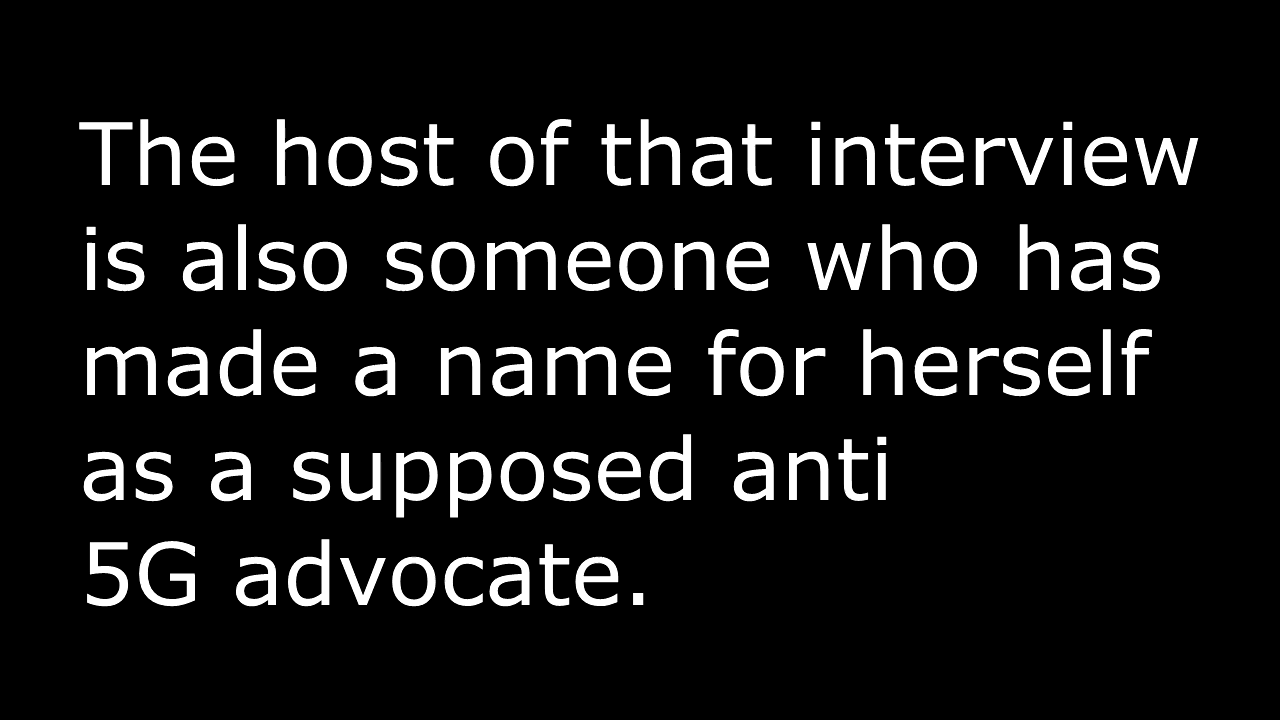 The host of that interview
is also someone who has
made a name for herself
as a supposed anti
5G advocate.